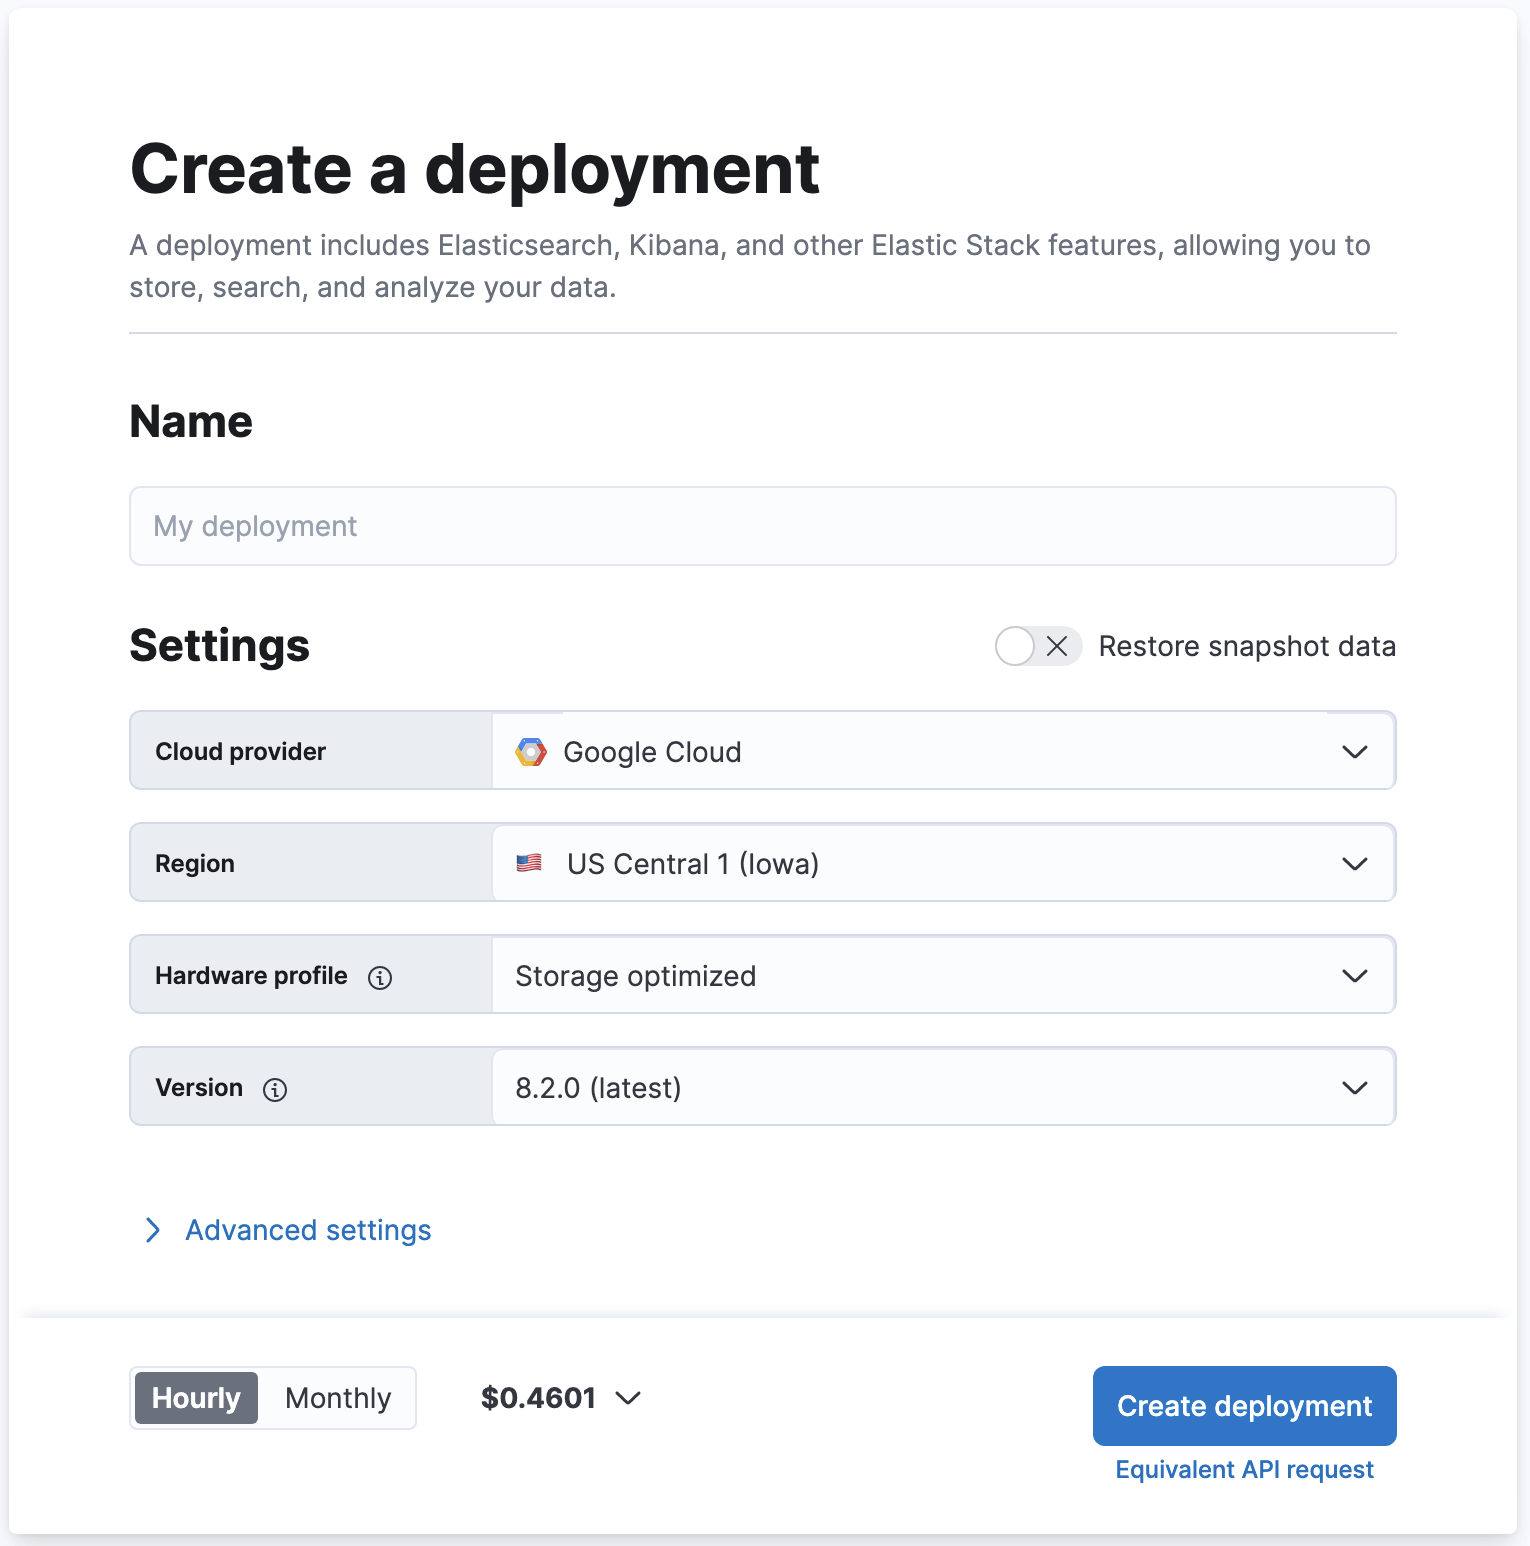 Create a deployment
A deployment includes Elasticsearch, Kibana, and other Elastic Stack features, allowing you to
store, search, and analyze your data.
Name
My deployment
Settings
Restore snapshot data
Cloud provider
Google Cloud
Region
US Central 1 (Iowa)
Hardware profile
Storage optimized
Version
8.2.0 (latest)
Advanced settings
Hourly
Monthly
$0.4601
Create deployment
Equivalent API request